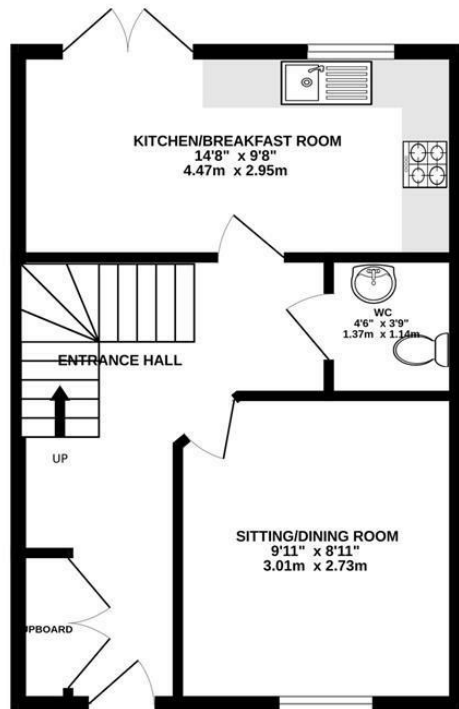 KITCHEN/BREAKFAST ROOM
14'8" x 9'8"
4.47m x 2.95m
WC
4'6" x 3'9"
1.37m x 1.14m
ENTRANCE HALL
UP
SITTING/DINING ROOM
9'11" x 8'11"
3.01m x 2.73m
UPBOARD